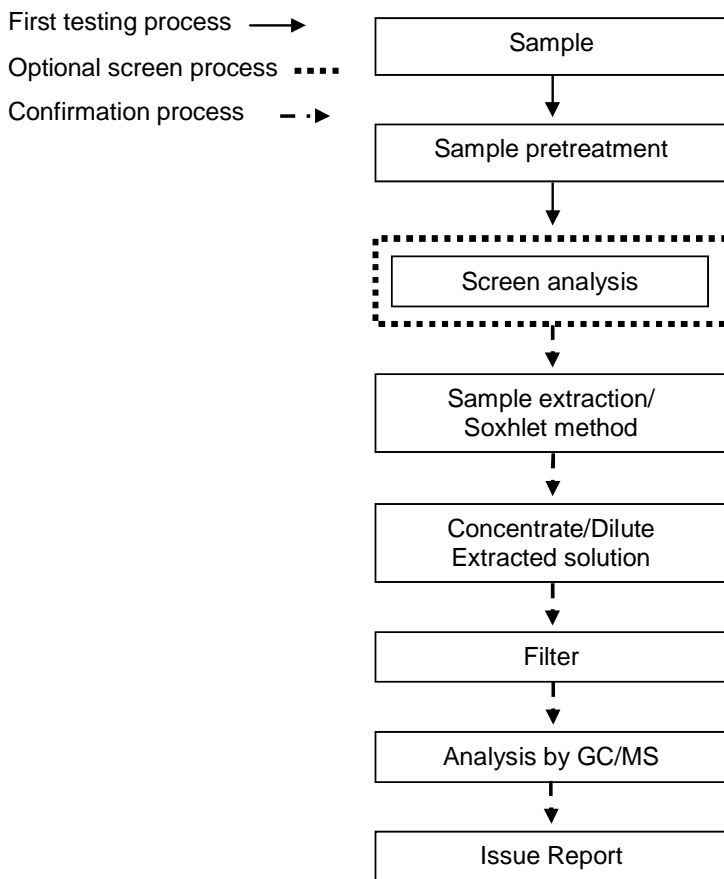 First testing process
Optional screen process
Confirmation process
Sample
Sample pretreatment
Screen analysis
Sample extraction/
Soxhlet method
Concentrate/Dilute
Extracted solution
Filter
Analysis by GC/MS
Issue Report